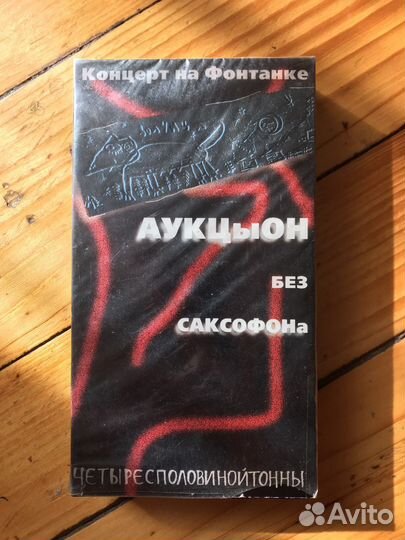 Концерт на Фонтанке
АУКЦЫОН
БЕЗ
САКСОФОНа
ЧЕТЫРЕСПОЛОВИНОЙТОННЫ
Avito